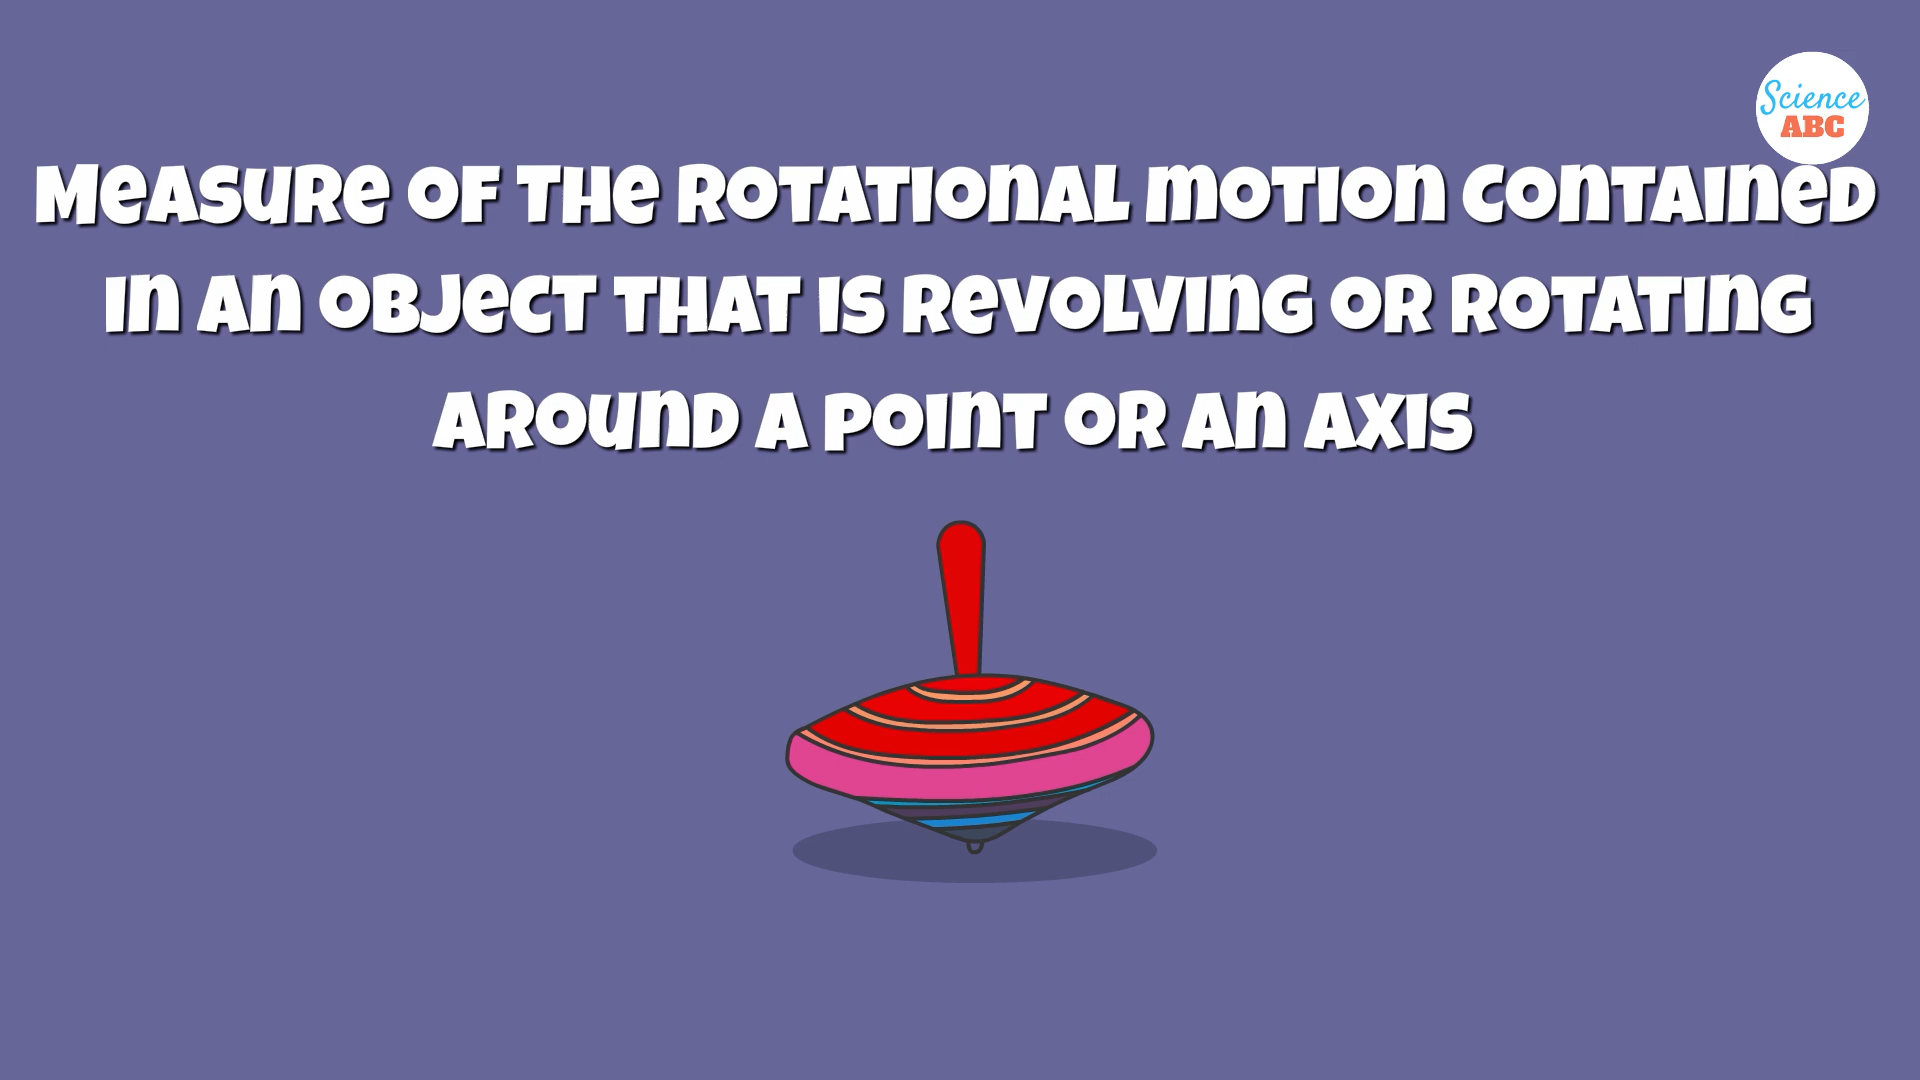 Science
ABC
Measure of the rotational motion contained
in an object that is revolving or rotating
around a point or an axis